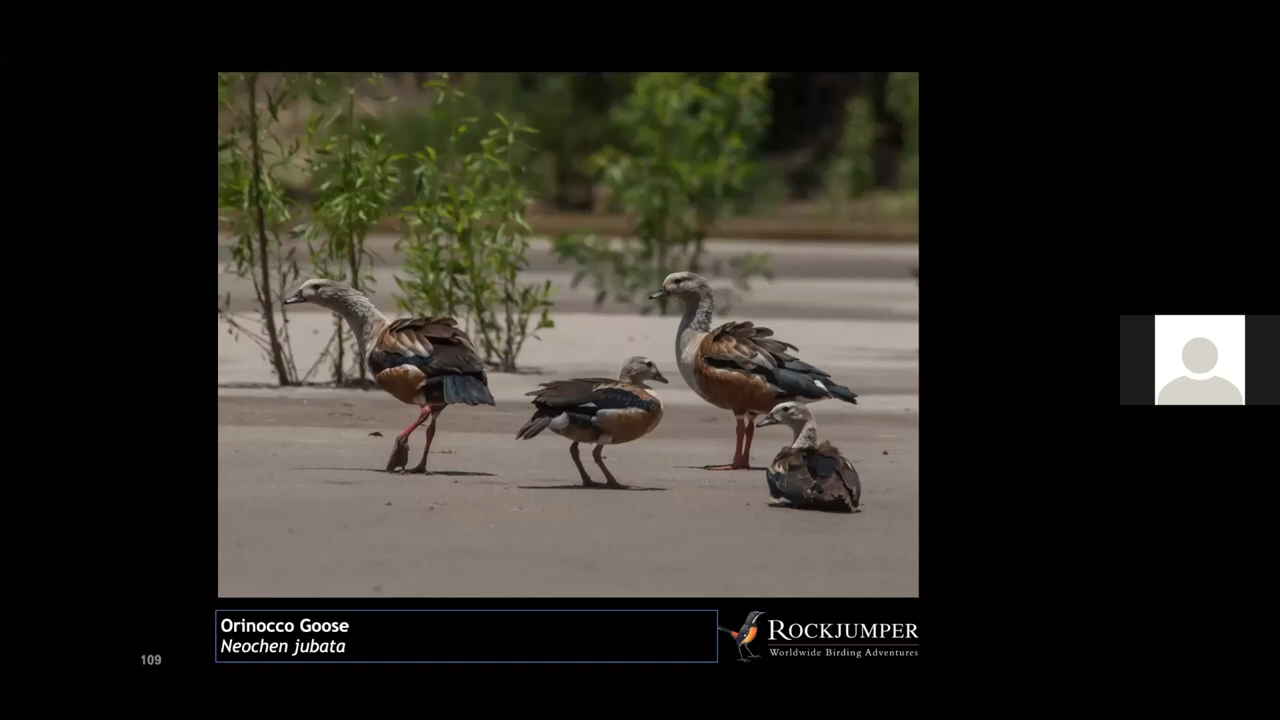 Orinocco Goose
Neochen jubata
ROCKJUMPER
Worldwide Birding Adventures
109